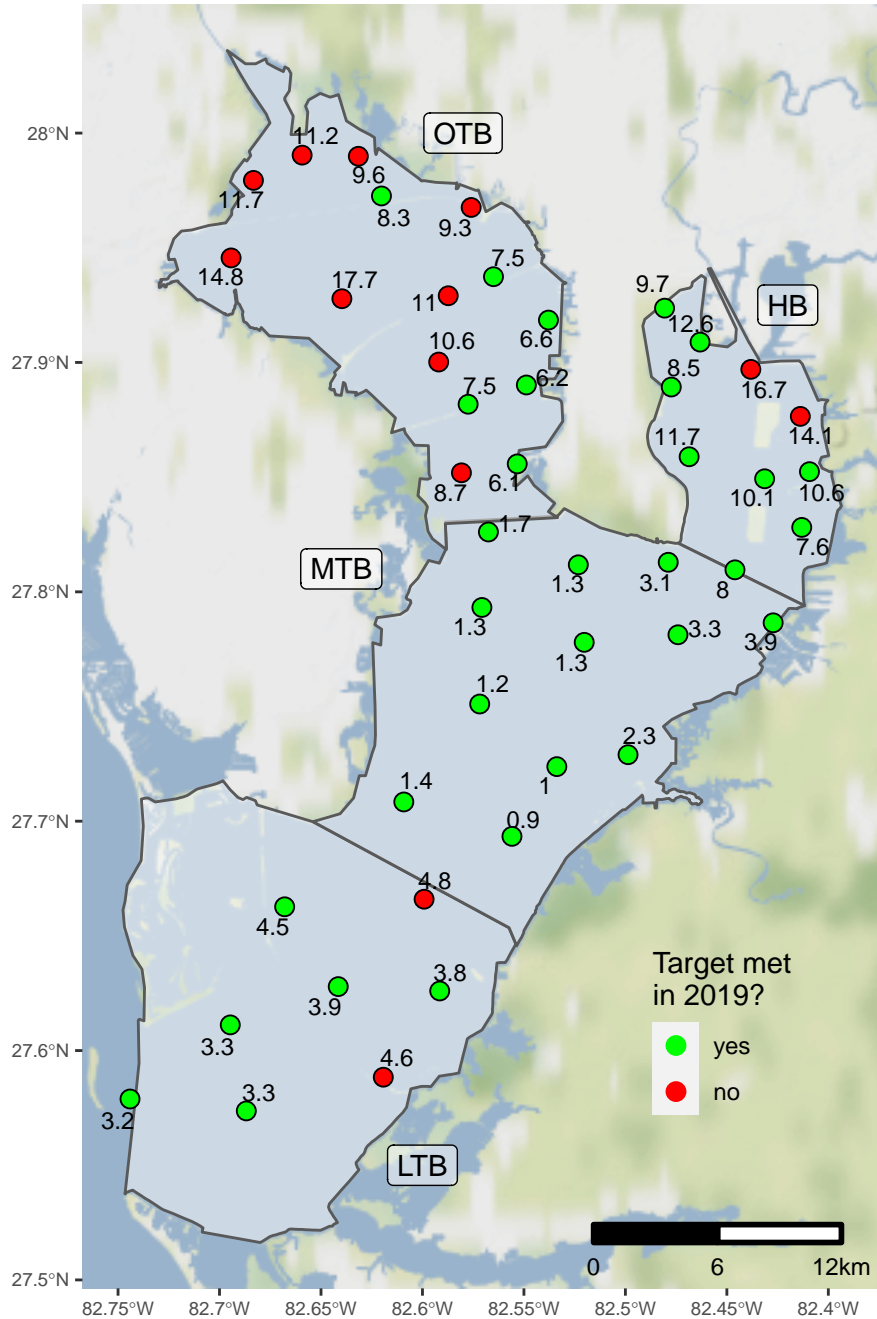 28°N
27.9°N
27.8°N
27.7°N
27.6°N
27.5°N
OTB
11.2
9.6
11.7
8.3
9.3
14.8
17.7
7.5
11
6.6
10.6
7.5
6.2
8.7
6.1
HB
9.7
12.6
8.5
16.7
14.1
11.7
10.1
10.6
7.6
8
MTB
1.7
1.3
3.1
1.3
1.3
3.3
3.9
1.2
2.3
1
1.4
0.9
4.8
4.5
3.8
3.9
3.3
4.6
3.2
3.3
LTB
Target met
in 2019?
yes
no
0 6 12km
82.75°W 82.7°W 82.65°W 82.6°W 82.55°W 82.5°W 82.45°W 82.4°W